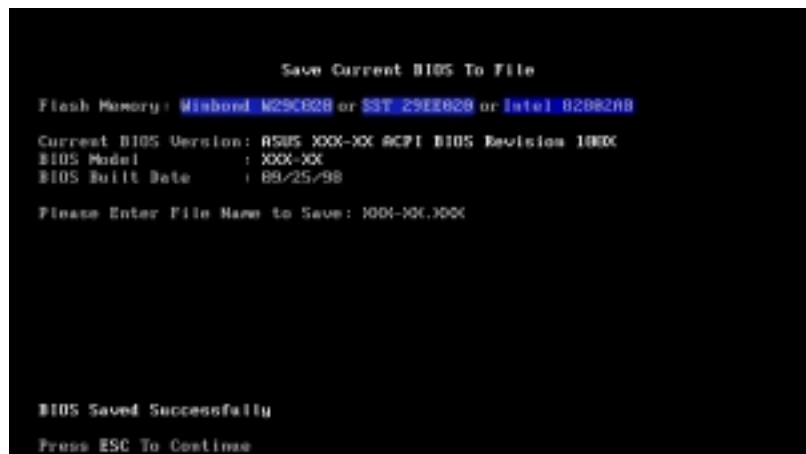 Save Current BIOS To File
Flash Memory: Winbond W29C020 or SST 29EE020 or Intel 82802AB
Current BIOS Version: ASUS XXX-XX ACPI BIOS Revision 100X
BIOS Model : XXX-XX
BIOS Built Date : 09/25/98
Please Enter File Name to Save: XXX-XX.XXX
BIOS Saved Successfully
Press ESC To Continue